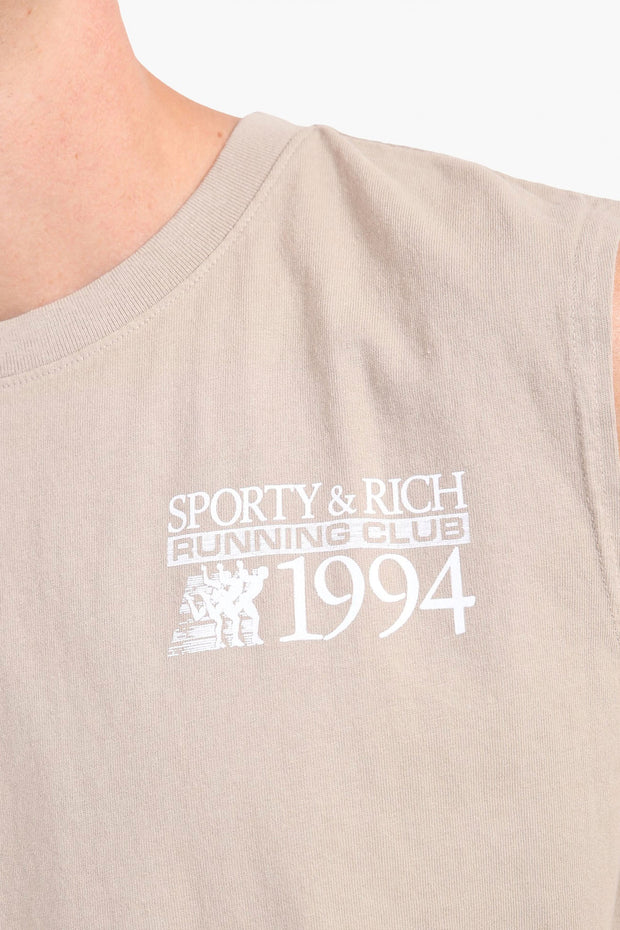 SPORTY & RICH
RUNNING CLUB
1994